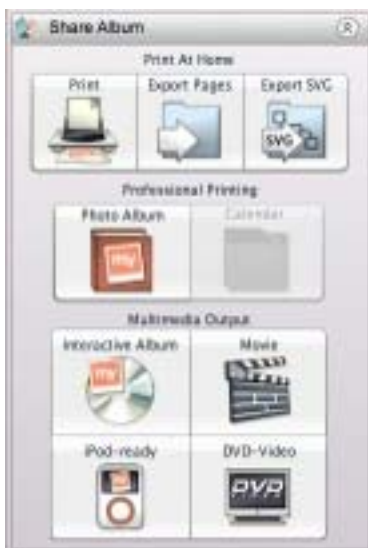 Share Album
Print At Home
Print Export Pages Export SVG
SVG
Professional Printing
Photo Album Calendar
my
Multimedia Output
Interactive Album Movie
my
iPod-ready DVD-Video
DVD